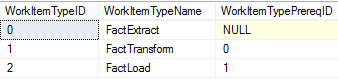 WorkItemTypeID WorkItemTypeName WorkItemTypePrereqID
0 FactExtract NULL
1 FactTransform 0
2 FactLoad 1